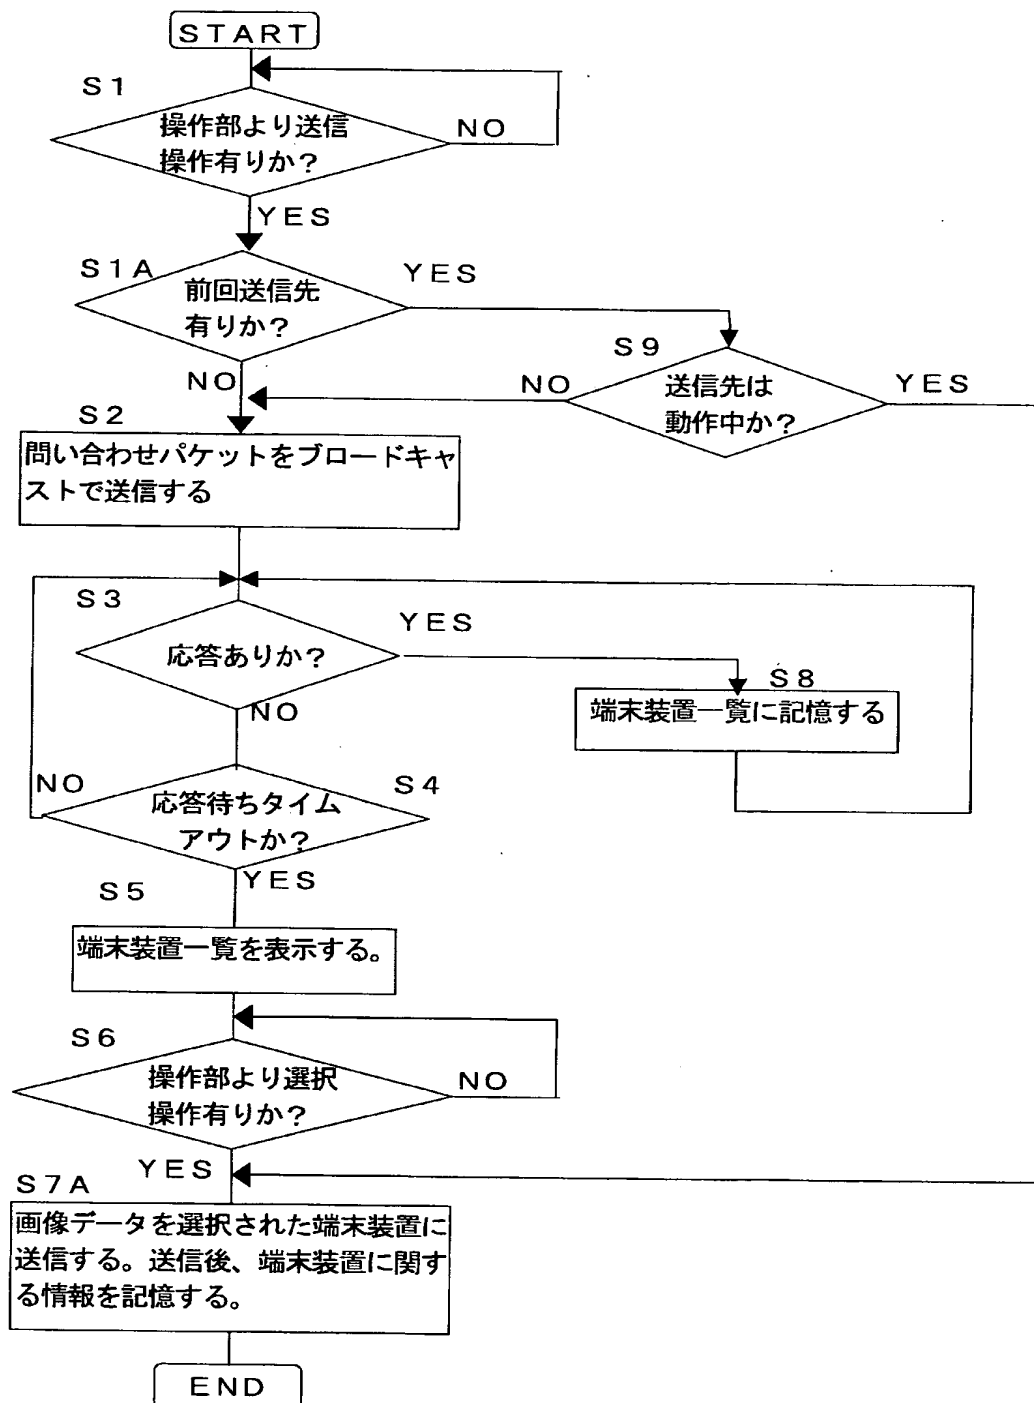 START
S1
操作部より送信
操作有りか？
NO
YES
S1A
前回送信先
有りか？
YES
S9
NO
送信先は
動作中か？
NO
YES
S2
問い合わせパケットをブロードキャ
ストで送信する
S3
応答ありか？
YES
S8
端末装置一覧に記憶する
NO
NO
S4
応答待ちタイム
アウトか？
YES
S5
端末装置一覧を表示する。
S6
操作部より選択
操作有りか？
NO
YES
S7A
画像データを選択された端末装置に
送信する。送信後、端末装置に関す
る情報を記憶する。
END